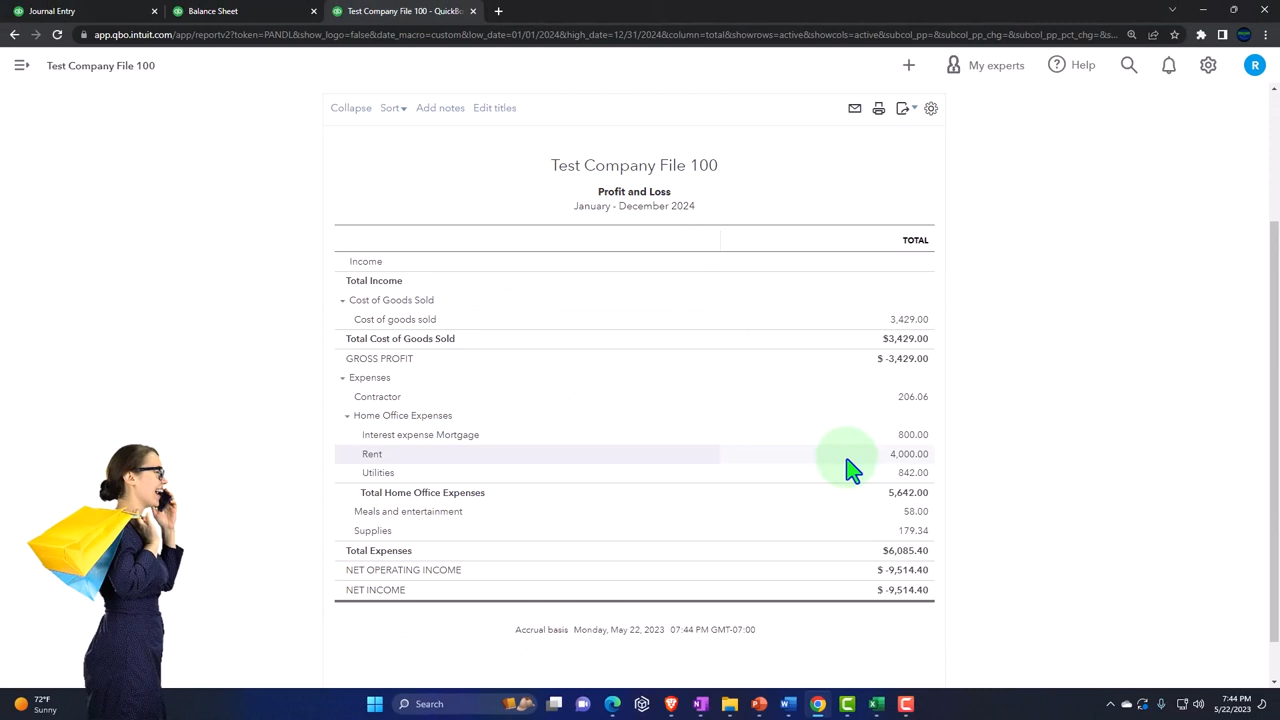 Journal Entry × Balance Sheet × Test Company File 100 - QuickBo × +
app.qbo.intuit.com/app/reportv2?token=PANDL&show_logo=false&date_macro=custom&low_date=01/01/2024&high_date=12/31/2024&column=total&showrows=active&showcols=active&subcol_pp=&subcol_pp_pct_chg=&s...
Test Company File 100 My experts Help R
Collapse Sort Add notes Edit titles
Test Company File 100
Profit and Loss
January - December 2024
TOTAL
Income
Total Income
Cost of Goods Sold
Cost of goods sold 3,429.00
Total Cost of Goods Sold $3,429.00
GROSS PROFIT $ -3,429.00
Expenses
Contractor 206.06
Home Office Expenses
Interest expense Mortgage 800.00
Rent 4,000.00
Utilities 842.00
Total Home Office Expenses 5,642.00
Meals and entertainment 58.00
Supplies 179.34
Total Expenses $6,085.40
NET OPERATING INCOME $ -9,514.40
NET INCOME $ -9,514.40
Accrual basis Monday, May 22, 2023 07:44 PM GMT-07:00
72°F
Sunny
Search
7:44 PM
5/22/2023